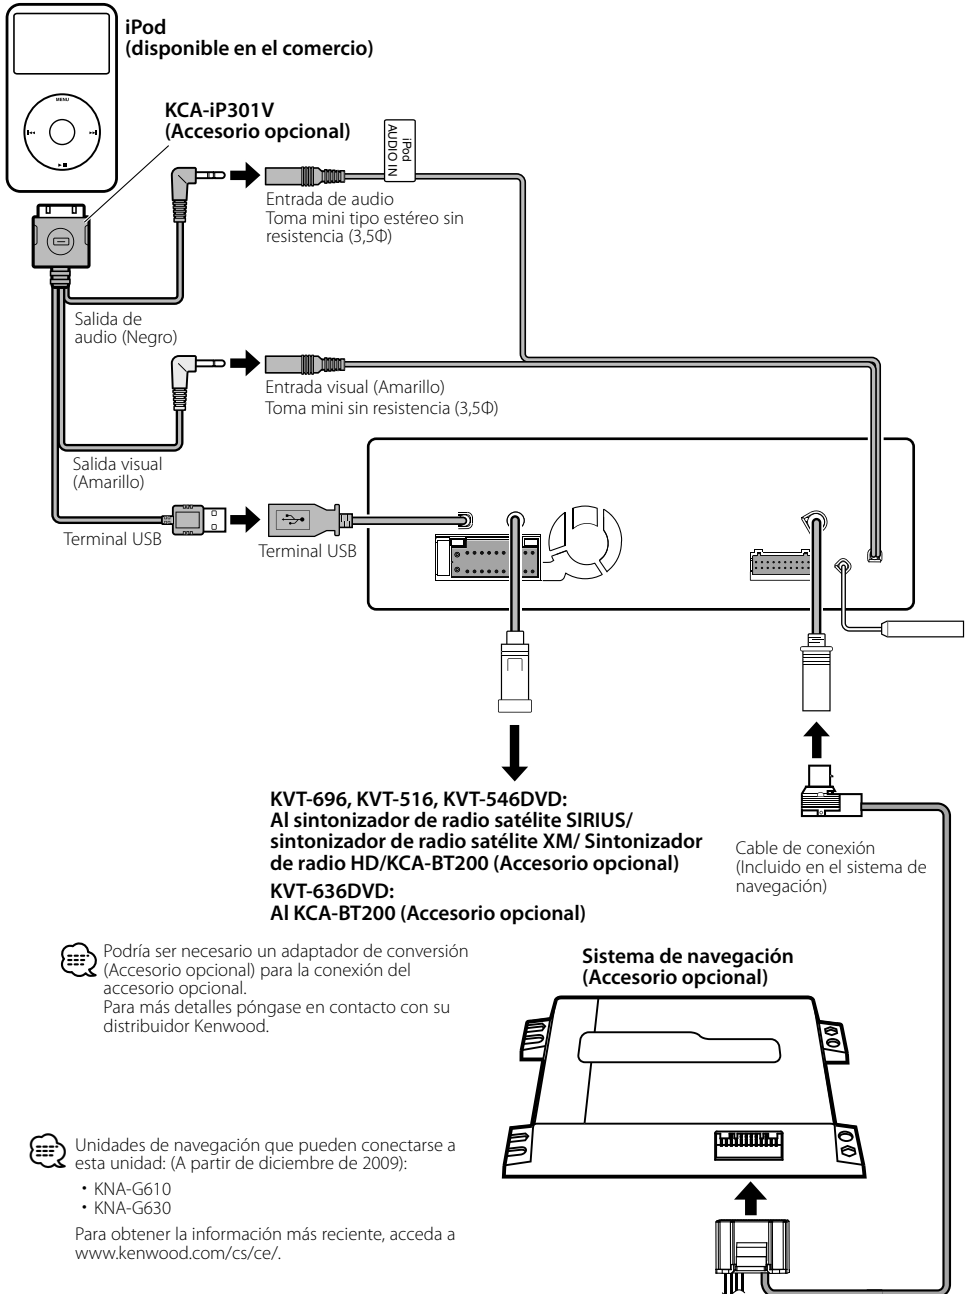 iPod
(disponible en el comercio)
MENU
KCA-iP301V
(Accesorio opcional)
iPod
AUDIO IN
Entrada de audio
Toma mini tipo estéreo sin
resistencia (3,5Φ)
Salida de
audio (Negro)
Entrada visual (Amarillo)
Toma mini sin resistencia (3,5Φ)
Salida visual
(Amarillo)
Terminal USB
Terminal USB
KVT-696, KVT-516, KVT-546DVD:
Al sintonizador de radio satélite SIRIUS/
sintonizador de radio satélite XM/ Sintonizador
de radio HD/KCA-BT200 (Accesorio opcional)
KVT-636DVD:
Al KCA-BT200 (Accesorio opcional)
Cable de conexión
(Incluido en el sistema de
navegación)
Podría ser necesario un adaptador de conversión
(Accesorio opcional) para la conexión del
accesorio opcional.
Para más detalles póngase en contacto con su
distribuidor Kenwood.
Sistema de navegación
(Accesorio opcional)
Unidades de navegación que pueden conectarse a
esta unidad: (A partir de diciembre de 2009):
• KNA-G610
• KNA-G630
Para obtener la información más reciente, acceda a
www.kenwood.com/cs/ce/.